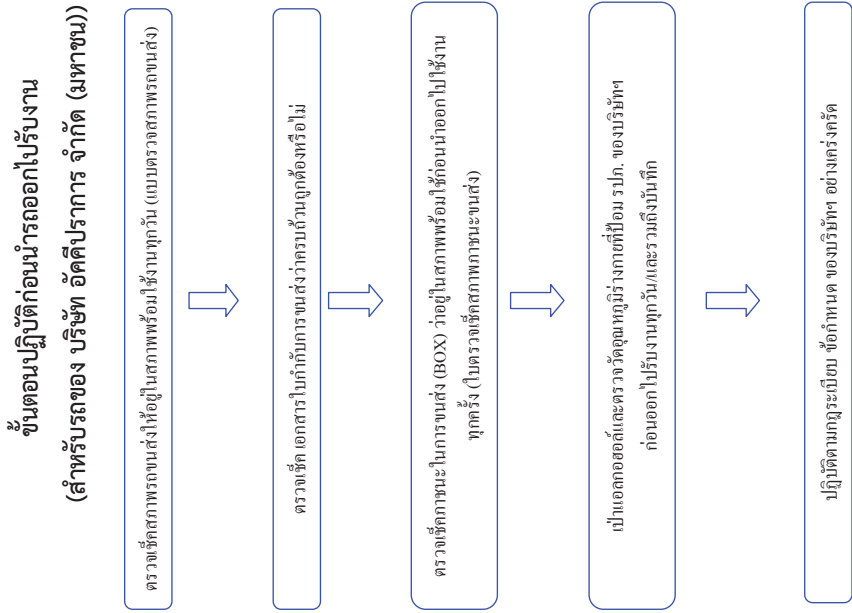 ขั้นตอนปฏิบัติก่อนนำรถออกไปรับงาน
(สำหรับรถของ บริษัท อัคคีปราการ จำกัด (มหาชน))
ตรวจเช็คสภาพรถขนส่งให้อยู่ในสภาพพร้อมใช้งานทุกวัน (แบบตรวจสภาพรถขนส่ง)
ตรวจเช็ค เอกสารใบกำกับการขนส่งว่าครบถ้วนถูกต้องหรือไม่
ตรวจเช็คภาชนะในการขนส่ง (BOX) ว่าอยู่ในสภาพพร้อมใช้ก่อนนำออกไปใช้งาน
ทุกครั้ง (ใบตรวจเช็คสภาพภาชนะขนส่ง)
เป่าแอลกอฮอล์และตรวจวัดอุณหภูมิร่างกายที่ป้อม รปภ. ของบริษัทฯ
ก่อนออกไปรับงานทุกวัน/และรวมถึงบันทึก
ปฏิบัติตามกฎระเบียบ ข้อกำหนด ของบริษัทฯ อย่างเคร่งครัด